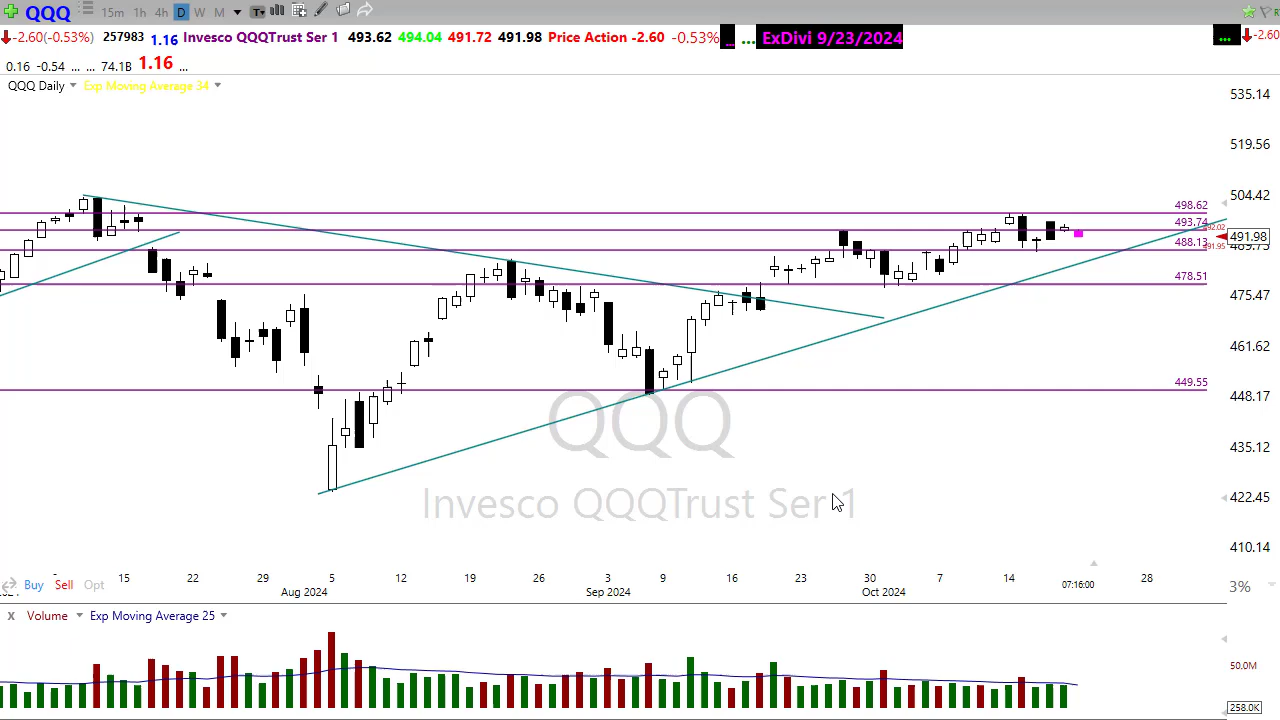 QQQ 15m 1h 4h D W M T
-2.60(-0.53%) 257983 1.16 Invesco QQQTrust Ser 1 493.62 494.04 491.72 491.98 Price Action -2.60 -0.53% ... ... ExDivi 9/23/2024 ... -2.60
0.16 -0.54 ... ... 74.1B 1.16 ...
QQQ Daily Exp Moving Average 34
535.14
519.56
504.42
498.62
493.74
491.98
488.13
478.51
475.47
461.62
449.55
448.17
QQQ
435.12
Invesco QQQTrust Ser 1
422.45
410.14
15 22 29 5 12 19 26 3 9 16 23 30 7 14 07:16:00 28
Buy Sell Opt Aug 2024 Sep 2024 Oct 2024 3%
X Volume Exp Moving Average 25
50.0M
258.0K